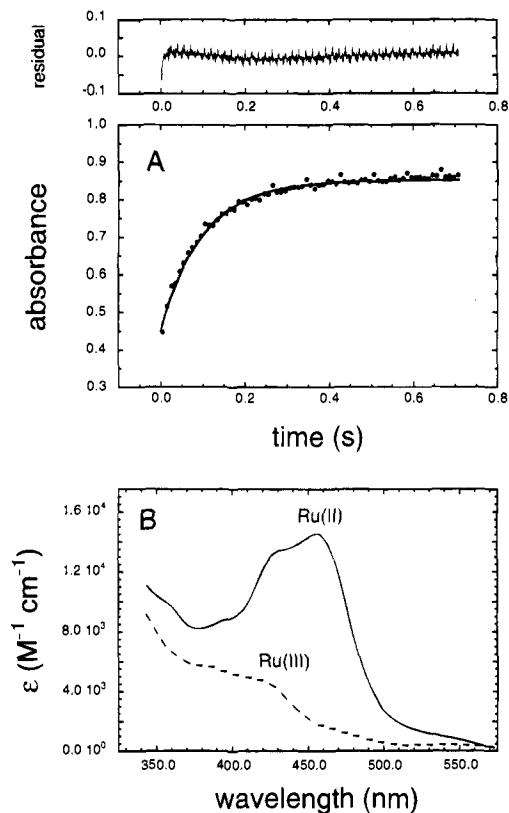 residual
0.1
0.0
-0.1
0.0 0.2 0.4 0.6 0.8
A
absorbance
1.0
0.9
0.8
0.7
0.6
0.5
0.4
0.3
0.0 0.2 0.4 0.6 0.8
time (s)
B
Ru(II)
Ru(III)
ε (M⁻¹ cm⁻¹)
1.6 10⁴
1.2 10⁴
8.0 10³
4.0 10³
0.0 10⁰
350.0 400.0 450.0 500.0 550.0
wavelength (nm)